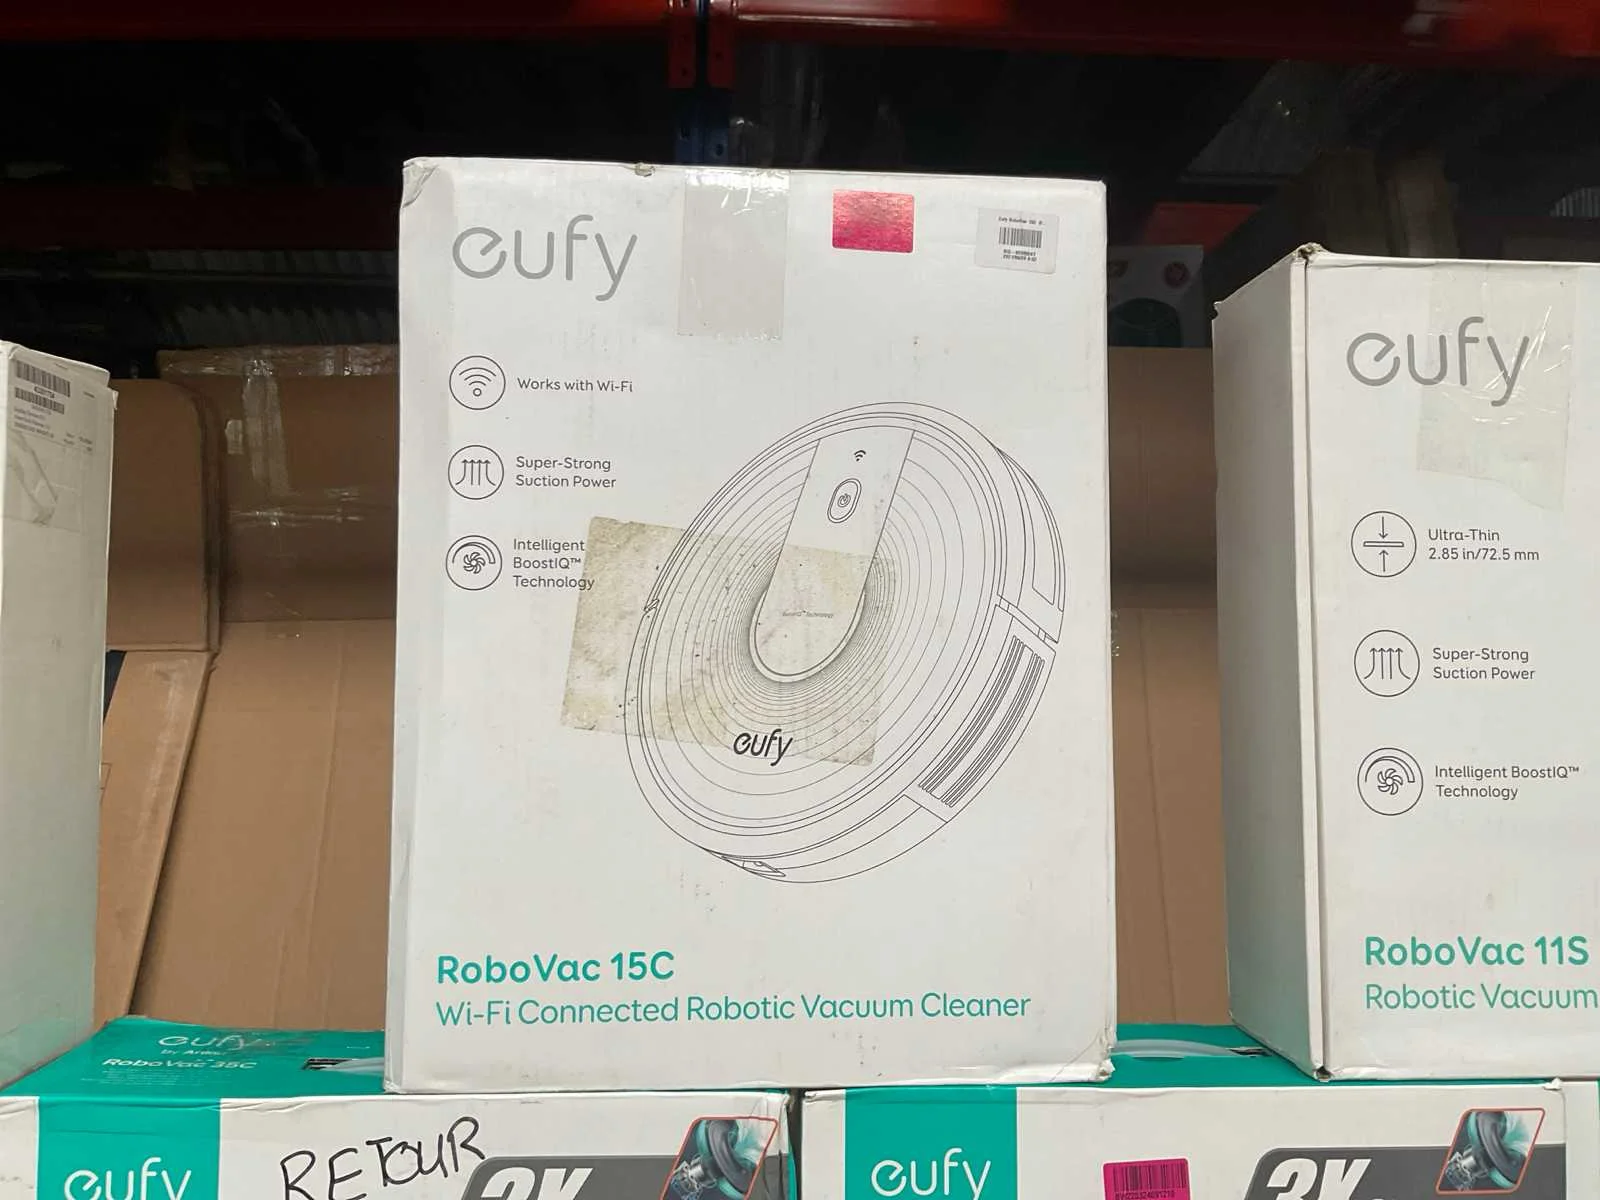 eufy
Works with Wi-Fi
Super-Strong
Suction Power
Intelligent
BoostIQ™
Technology
eufy
RoboVac 15C
Wi-Fi Connected Robotic Vacuum Cleaner
eufy
Ultra-Thin
2.85 in/72.5 mm
Super-Strong
Suction Power
Intelligent BoostIQ™
Technology
RoboVac 11S
Robotic Vacuum
eufy
RoboVac 35C
eufy
RETOUR
eufy